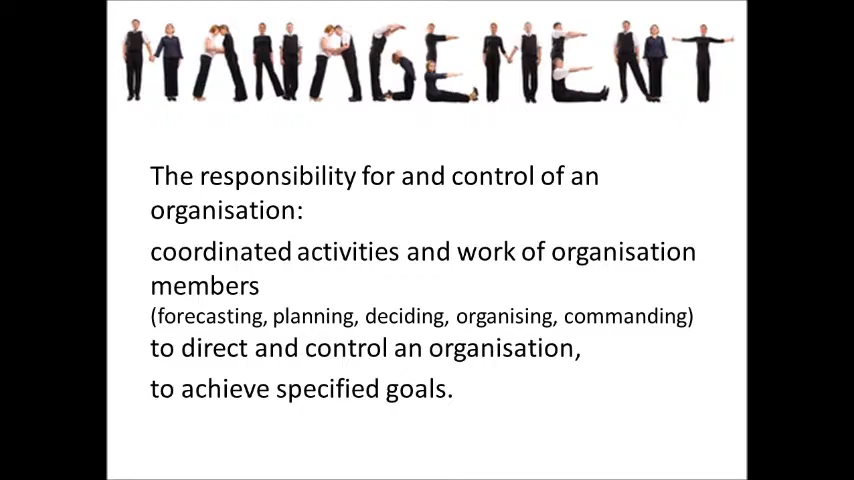 MANAGEMENT
The responsibility for and control of an
organisation:
coordinated activities and work of organisation
members
(forecasting, planning, deciding, organising, commanding)
to direct and control an organisation,
to achieve specified goals.